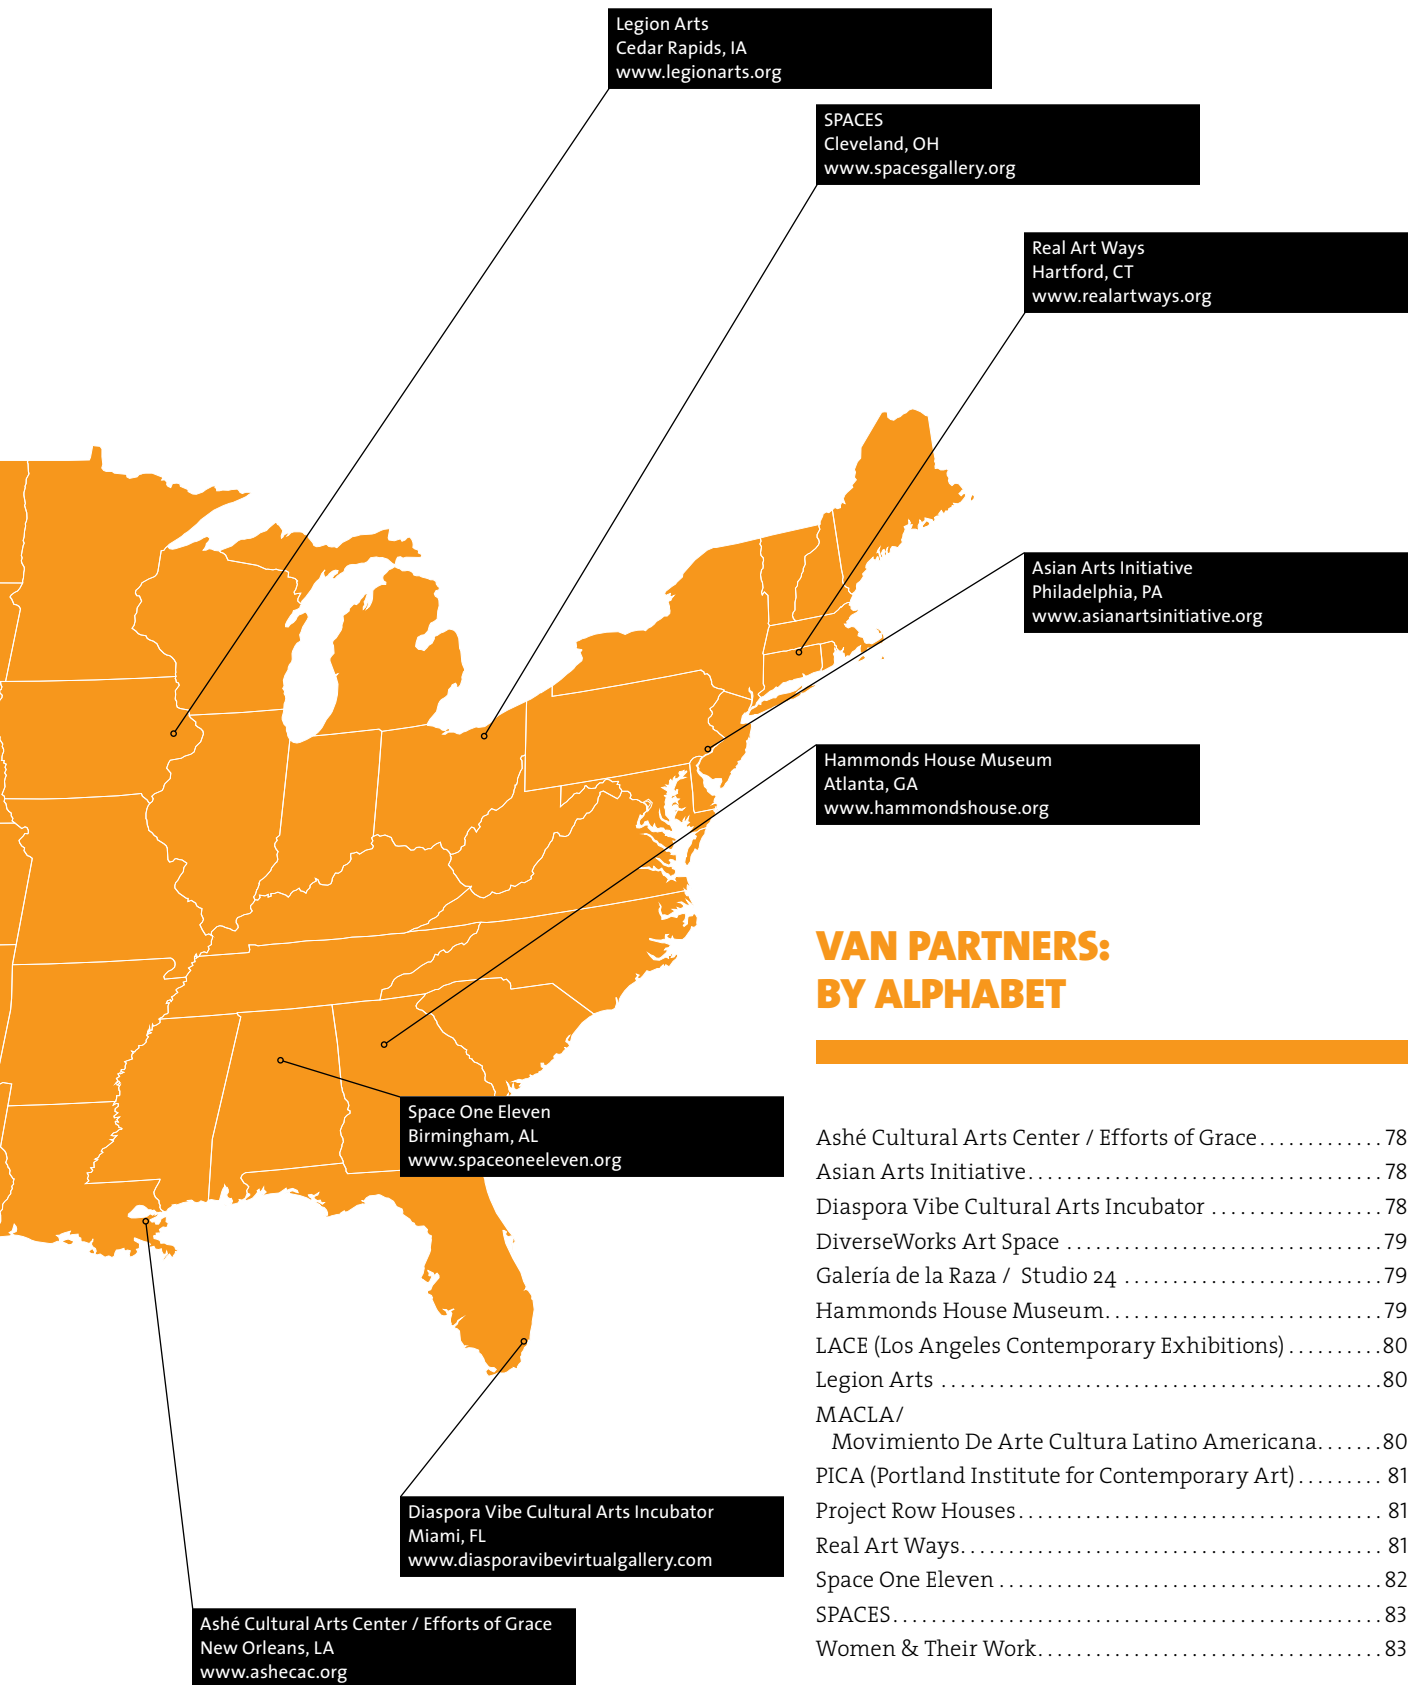 Legion Arts
Cedar Rapids, IA
www.legionarts.org
SPACES
Cleveland, OH
www.spacesgallery.org
Real Art Ways
Hartford, CT
www.realartways.org
Asian Arts Initiative
Philadelphia, PA
www.asianartsinitiative.org
Hammonds House Museum
Atlanta, GA
www.hammondshouse.org
Space One Eleven
Birmingham, AL
www.spaceoneeleven.org
Diaspora Vibe Cultural Arts Incubator
Miami, FL
www.diasporavibevirtualgallery.com
Ashé Cultural Arts Center / Efforts of Grace
New Orleans, LA
www.ashecac.org
VAN PARTNERS:
BY ALPHABET
Ashé Cultural Arts Center / Efforts of Grace.............78
Asian Arts Initiative.....................................78
Diaspora Vibe Cultural Arts Incubator ..................78
DiverseWorks Art Space .................................79
Galería de la Raza / Studio 24 ...........................79
Hammonds House Museum.............................79
LACE (Los Angeles Contemporary Exhibitions)..........80
Legion Arts ..............................................80
MACLA/
Movimiento De Arte Cultura Latino Americana.......80
PICA (Portland Institute for Contemporary Art)......... 81
Project Row Houses...................................... 81
Real Art Ways............................................ 81
Space One Eleven ........................................82
SPACES...................................................83
Women & Their Work....................................83